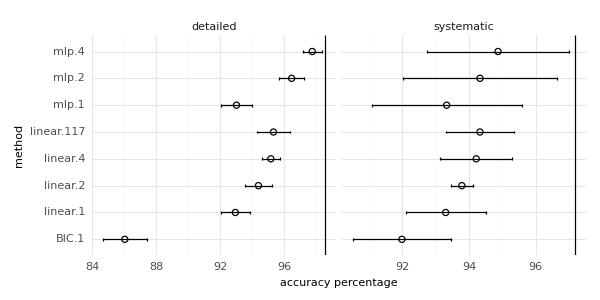 detailed
systematic
mlp.4
mlp.2
mlp.1
linear.117
linear.4
linear.2
linear.1
BIC.1
method
84 88 92 96 92 94 96
accuracy percentage